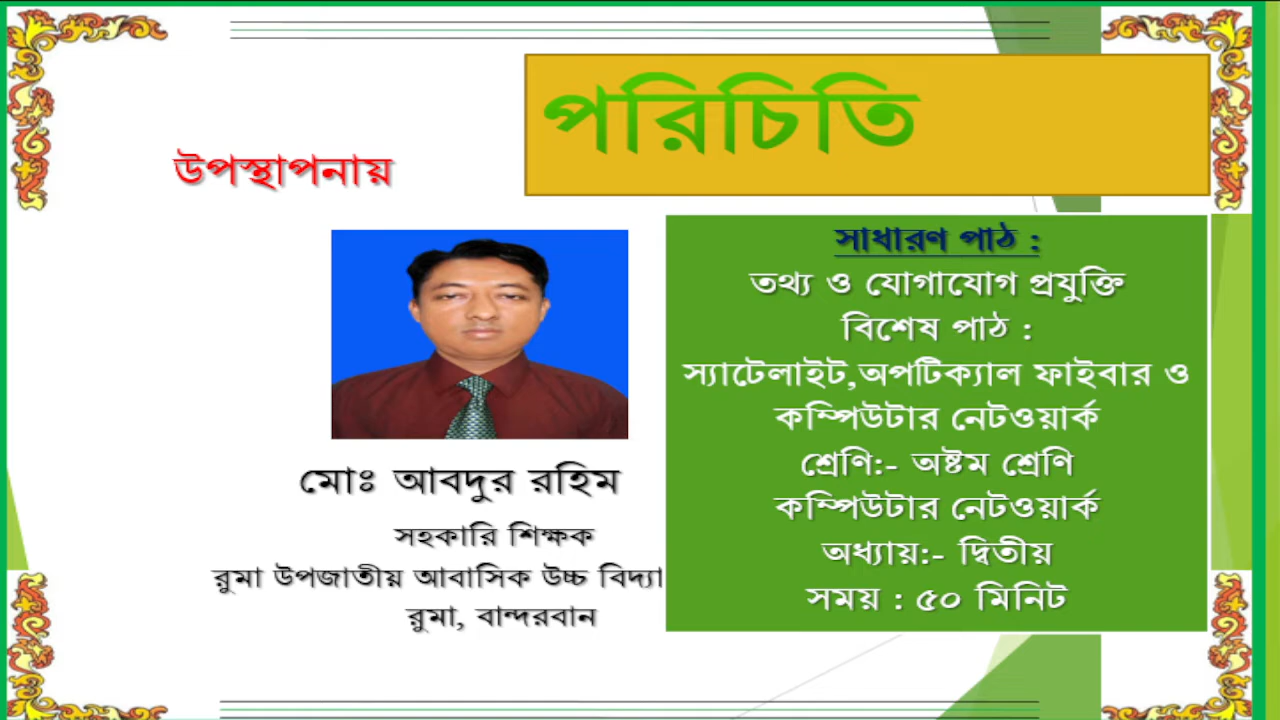 পরিচিতি
উপস্থাপনায়
মোঃ আবদুর রহিম
সহকারি শিক্ষক
রুমা উপজাতীয় আবাসিক উচ্চ বিদ্যা
রুমা, বান্দরবান
সাধারণ পাঠ :
তথ্য ও যোগাযোগ প্রযুক্তি
বিশেষ পাঠ :
স্যাটেলাইট,অপটিক্যাল ফাইবার ও
কম্পিউটার নেটওয়ার্ক
শ্রেণি:- অষ্টম শ্রেণি
কম্পিউটার নেটওয়ার্ক
অধ্যায়:- দ্বিতীয়
সময় : ৫০ মিনিট